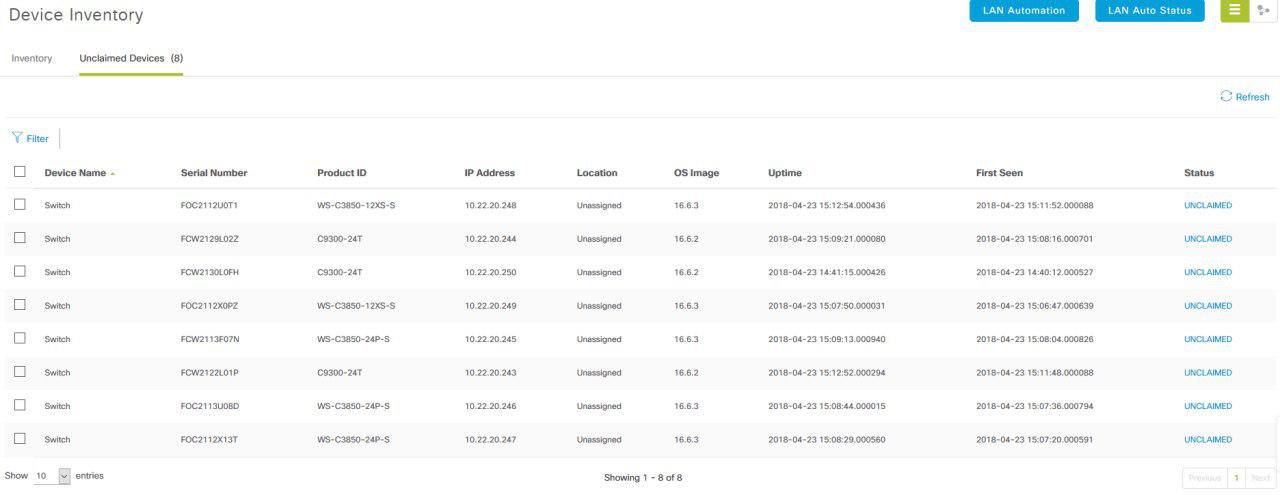 Device Inventory LAN Automation LAN Auto Status
Inventory Unclaimed Devices (8)
Refresh
Filter
Device Name Serial Number Product ID IP Address Location OS Image Uptime First Seen Status
Switch FOC2112U0T1 WS-C3850-12XS-S 10.22.20.248 Unassigned 16.6.3 2018-04-23 15:12:54.000436 2018-04-23 15:11:52.000088 UNCLAIMED
Switch FCW2129L02Z C9300-24T 10.22.20.244 Unassigned 16.6.2 2018-04-23 15:09:21.000080 2018-04-23 15:08:16.000701 UNCLAIMED
Switch FCW2130L0FH C9300-24T 10.22.20.250 Unassigned 16.6.2 2018-04-23 14:41:15.000426 2018-04-23 14:40:12.000527 UNCLAIMED
Switch FOC2112X0PZ WS-C3850-12XS-S 10.22.20.249 Unassigned 16.6.3 2018-04-23 15:07:50.000031 2018-04-23 15:06:47.000639 UNCLAIMED
Switch FCW2113F07N WS-C3850-24P-S 10.22.20.245 Unassigned 16.6.3 2018-04-23 15:09:13.000940 2018-04-23 15:08:04.000826 UNCLAIMED
Switch FCW2122L01P C9300-24T 10.22.20.243 Unassigned 16.6.2 2018-04-23 15:12:52.000294 2018-04-23 15:11:48.000088 UNCLAIMED
Switch FOC2113U08D WS-C3850-24P-S 10.22.20.246 Unassigned 16.6.3 2018-04-23 15:08:44.000015 2018-04-23 15:07:36.000794 UNCLAIMED
Switch FOC2112X13T WS-C3850-24P-S 10.22.20.247 Unassigned 16.6.3 2018-04-23 15:08:29.000560 2018-04-23 15:07:20.000591 UNCLAIMED
Show 10 entries Showing 1 - 8 of 8 Previous 1 Next